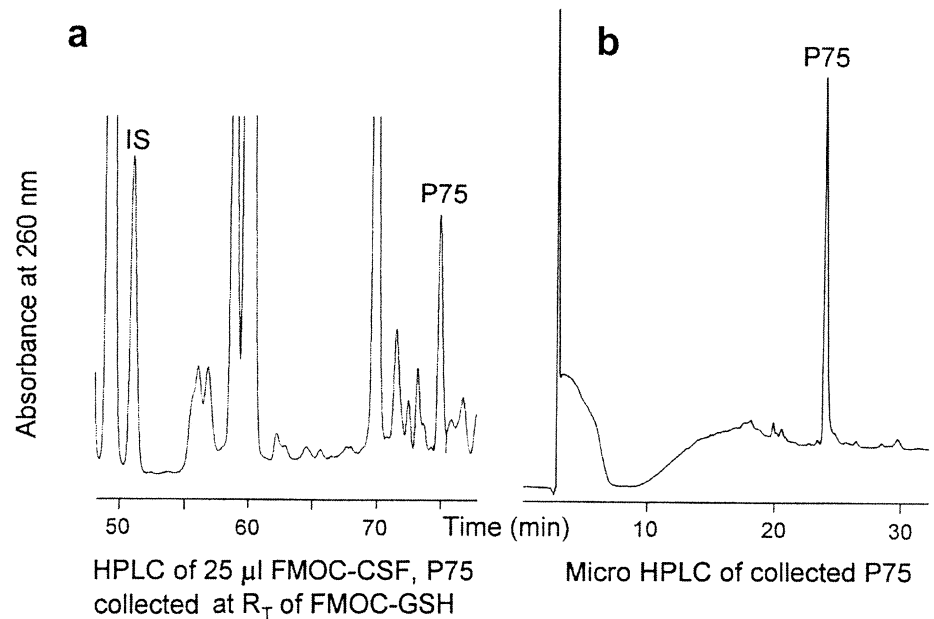 a
b
IS
P75
P75
Absorbance at 260 nm
50 60 70 Time (min) 10 20 30
HPLC of 25 μl FMOC-CSF, P75
collected at R_T of FMOC-GSH
Micro HPLC of collected P75